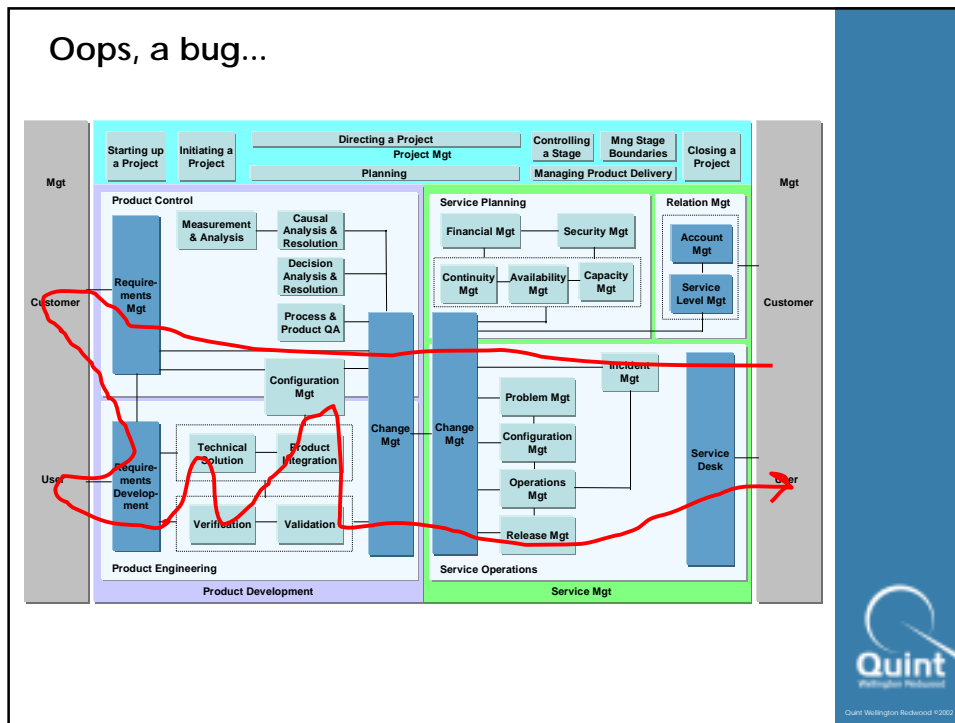 Oops, a bug...
Mgt
Customer
User
Starting up
a Project
Initiating a
Project
Directing a Project
Project Mgt
Planning
Controlling
a Stage
Mng Stage
Boundaries
Managing Product Delivery
Closing a
Project
Product Control
Measurement
& Analysis
Causal
Analysis &
Resolution
Decision
Analysis &
Resolution
Process &
Product QA
Require-
ments
Mgt
Configuration
Mgt
Change
Mgt
Require-
ments
Develop-
ment
Technical
Solution
Product
Integration
Verification
Validation
Product Engineering
Product Development
Service Planning
Financial Mgt
Security Mgt
Continuity
Mgt
Availability
Mgt
Capacity
Mgt
Relation Mgt
Account
Mgt
Service
Level Mgt
Change
Mgt
Incident
Mgt
Problem Mgt
Configuration
Mgt
Operations
Mgt
Release Mgt
Service
Desk
Service Operations
Service Mgt
Mgt
Customer
User
Quint
Wellington Redwood
Quint Wellington Redwood ©2002